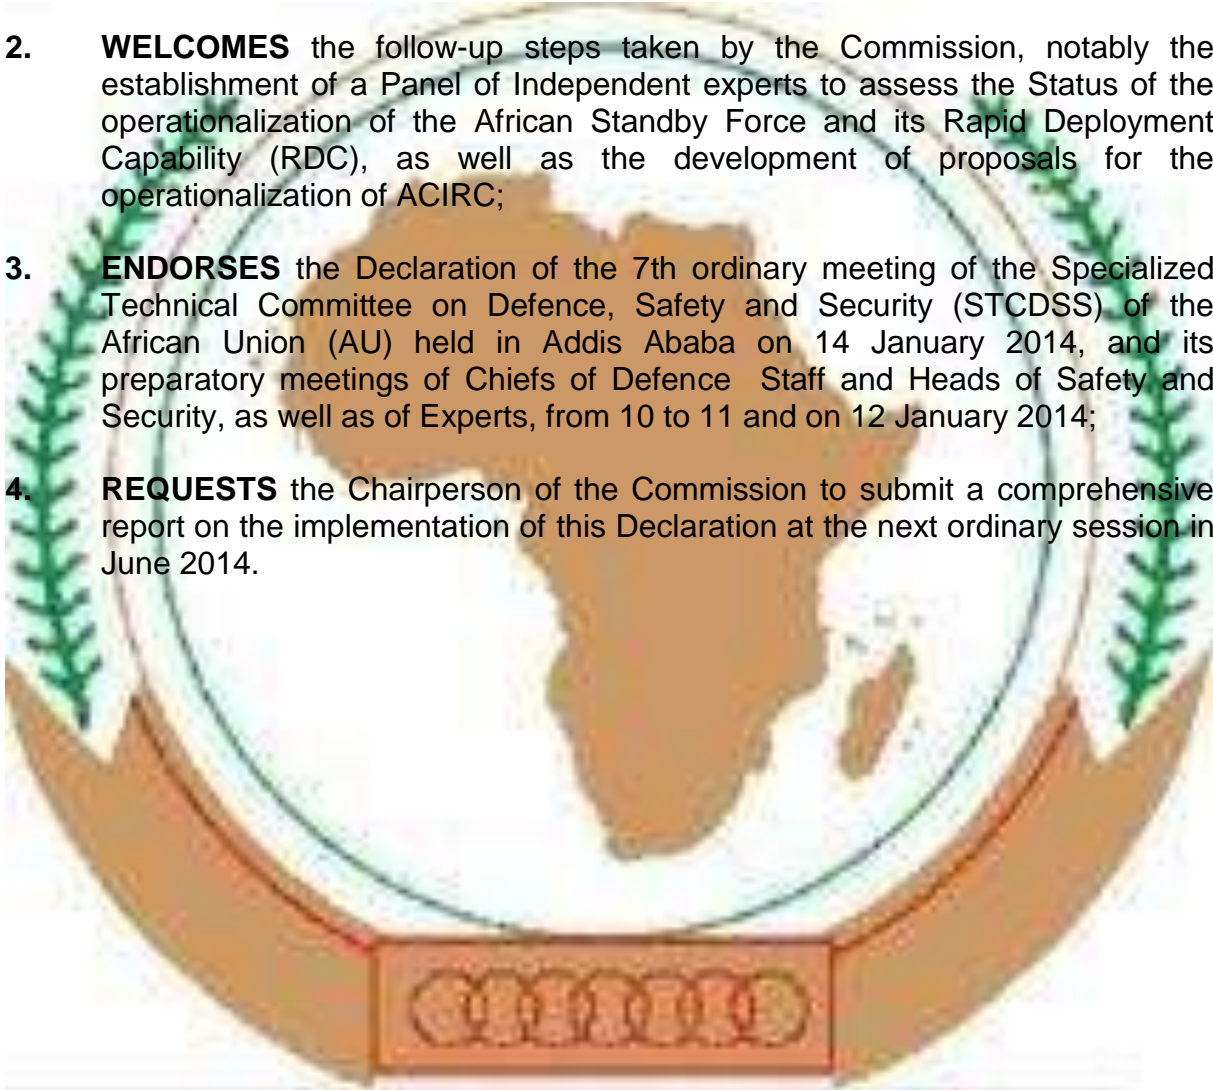 2. WELCOMES the follow-up steps taken by the Commission, notably the
establishment of a Panel of Independent experts to assess the Status of the
operationalization of the African Standby Force and its Rapid Deployment
Capability (RDC), as well as the development of proposals for the
operationalization of ACIRC;
3. ENDORSES the Declaration of the 7th ordinary meeting of the Specialized
Technical Committee on Defence, Safety and Security (STCDSS) of the
African Union (AU) held in Addis Ababa on 14 January 2014, and its
preparatory meetings of Chiefs of Defence Staff and Heads of Safety and
Security, as well as of Experts, from 10 to 11 and on 12 January 2014;
4. REQUESTS the Chairperson of the Commission to submit a comprehensive
report on the implementation of this Declaration at the next ordinary session in
June 2014.